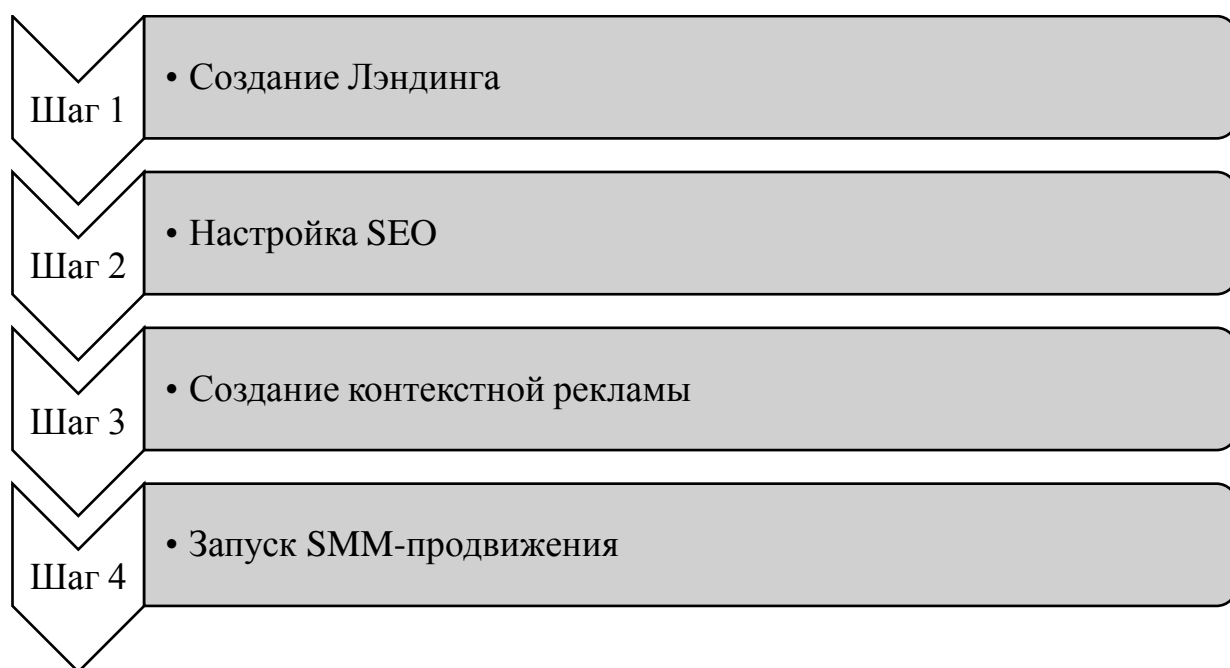 Шаг 1
• Создание Лэндинга
Шаг 2
• Настройка SEO
Шаг 3
• Создание контекстной рекламы
Шаг 4
• Запуск SMM-продвижения